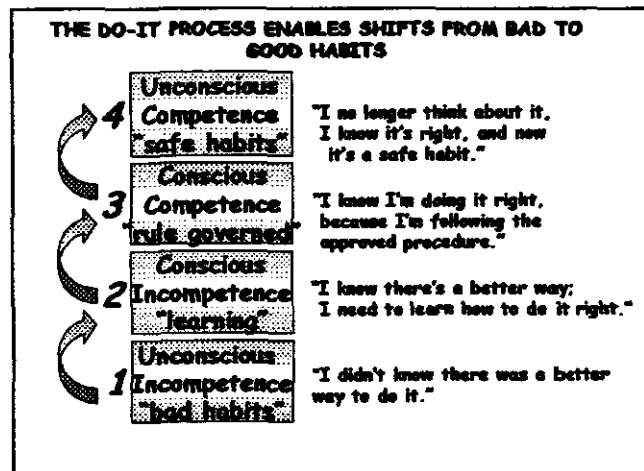 THE DO-IT PROCESS ENABLES SHIFTS FROM BAD TO
GOOD HABITS
4
Unconscious
Competence
"safe habits"
"I no longer think about it,
I know it's right, and now
it's a safe habit."
3
Conscious
Competence
"rule governed"
"I know I'm doing it right,
because I'm following the
approved procedure."
2
Conscious
Incompetence
"learning"
"I know there's a better way;
I need to learn how to do it right."
1
Unconscious
Incompetence
"bad habits"
"I didn't know there was a better
way to do it."